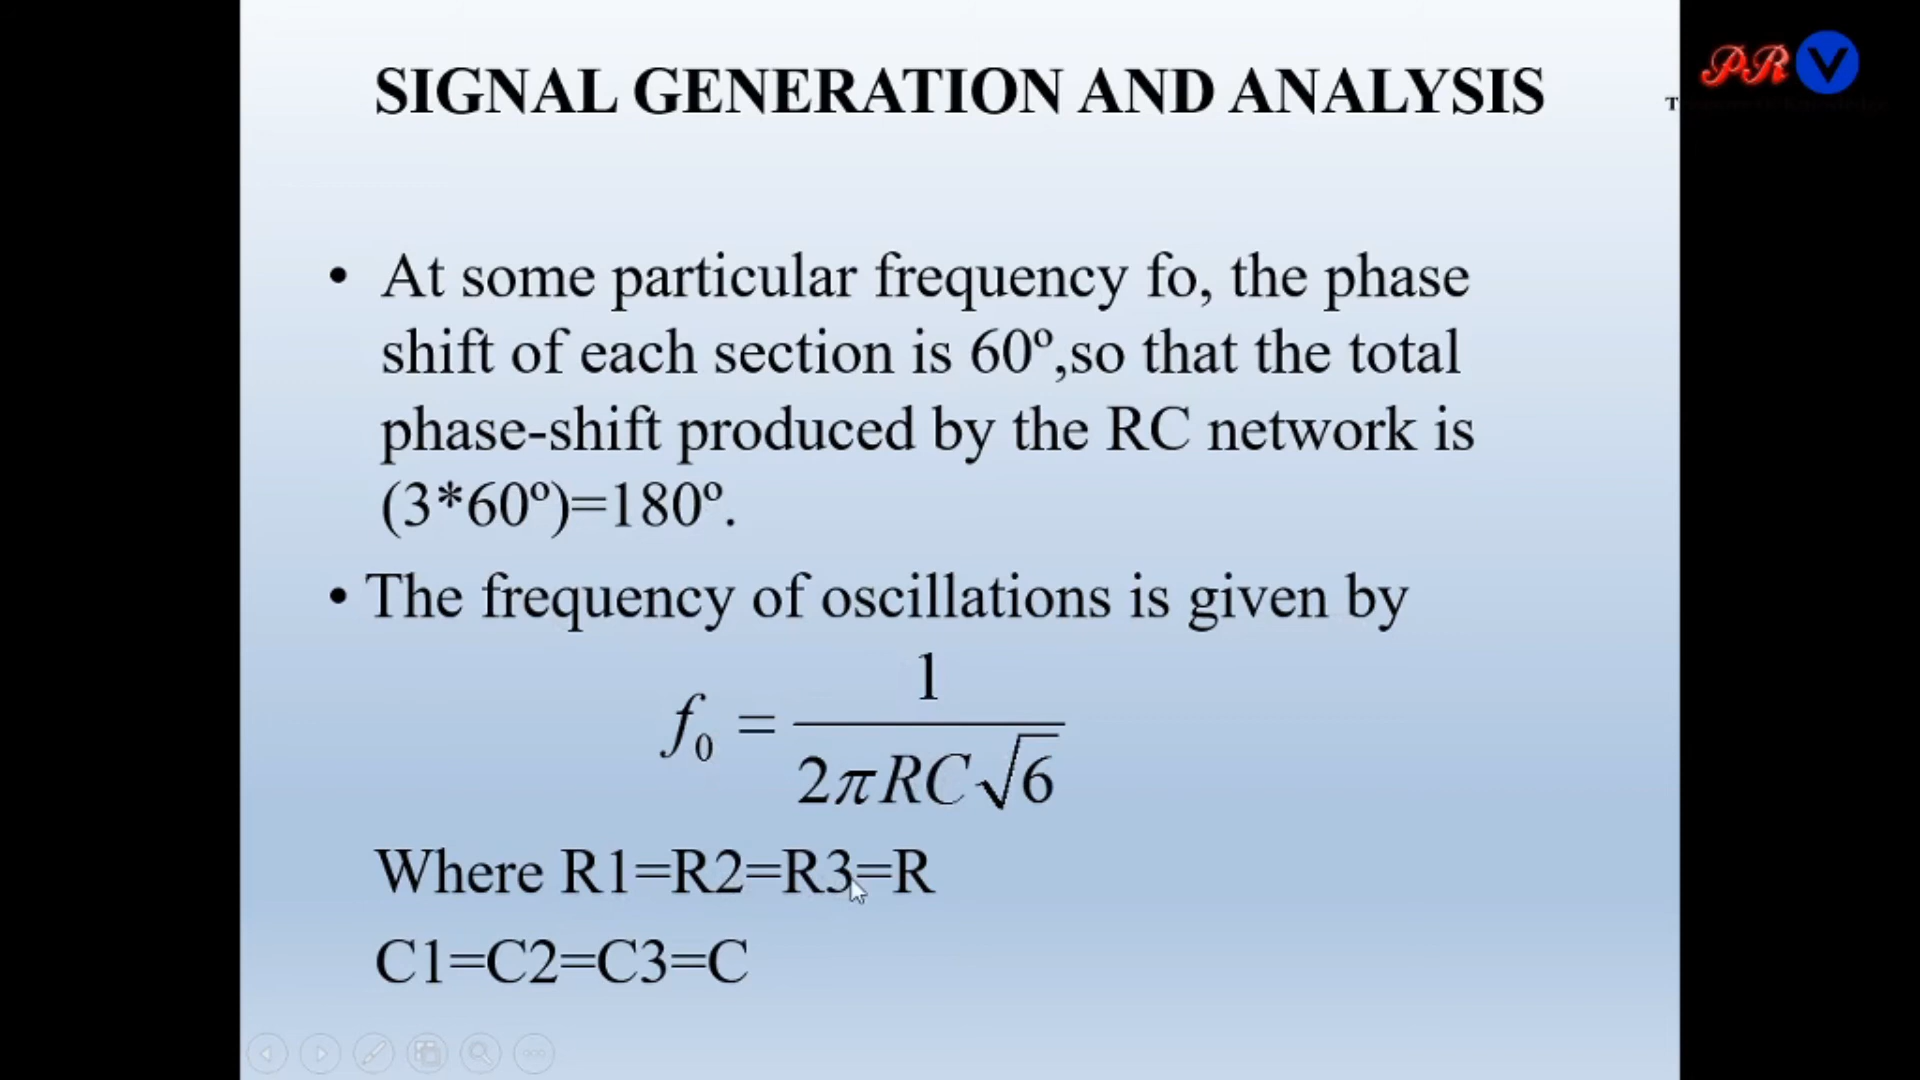 SIGNAL GENERATION AND ANALYSIS
PR V
• At some particular frequency fo, the phase
shift of each section is 60º,so that the total
phase-shift produced by the RC network is
(3*60º)=180º.
• The frequency of oscillations is given by
f₀ = 1 / 2πRC√6
Where R1=R2=R3=R
C1=C2=C3=C